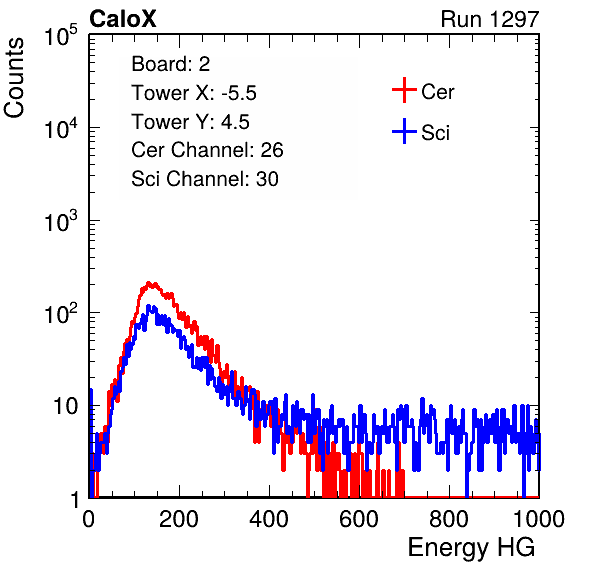 CaloX Run 1297
Counts
10^5
10^4
10^3
10^2
10
1
Board: 2
Tower X: -5.5
Tower Y: 4.5
Cer Channel: 26
Sci Channel: 30
Cer
Sci
0 200 400 600 800 1000
Energy HG